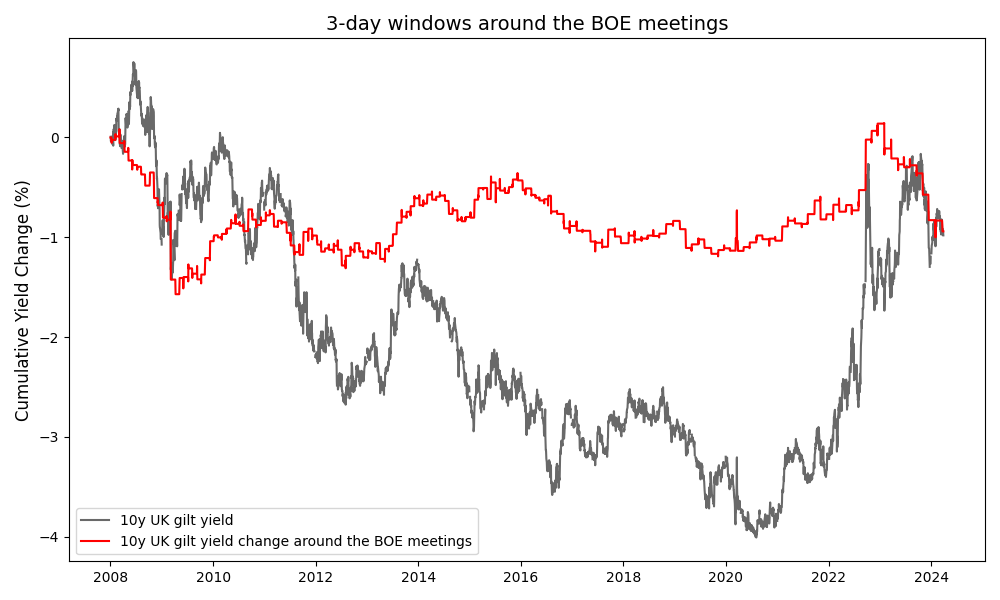 3-day windows around the BOE meetings
Cumulative Yield Change (%)
0
−1
−2
−3
−4
10y UK gilt yield
10y UK gilt yield change around the BOE meetings
2008 2010 2012 2014 2016 2018 2020 2022 2024